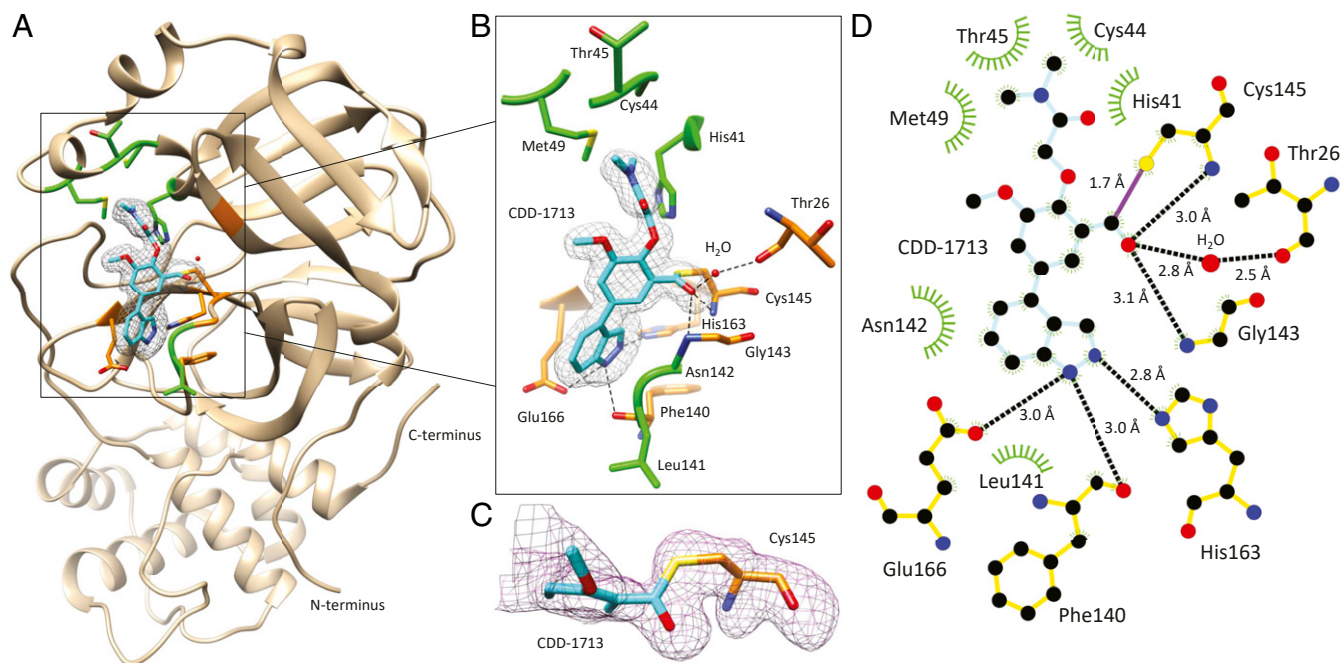 A
C-terminus
N-terminus
B
Thr45
Cys44
Met49
His41
CDD-1713
Thr26
H₂O
Cys145
His163
Gly143
Asn142
Glu166
Phe140
Leu141
C
Cys145
CDD-1713
D
Thr45
Cys44
Met49
His41
Cys145
Thr26
1.7 Å
3.0 Å
H₂O
CDD-1713
2.8 Å
2.5 Å
3.1 Å
Asn142
Gly143
2.8 Å
3.0 Å
3.0 Å
Leu141
Glu166
His163
Phe140